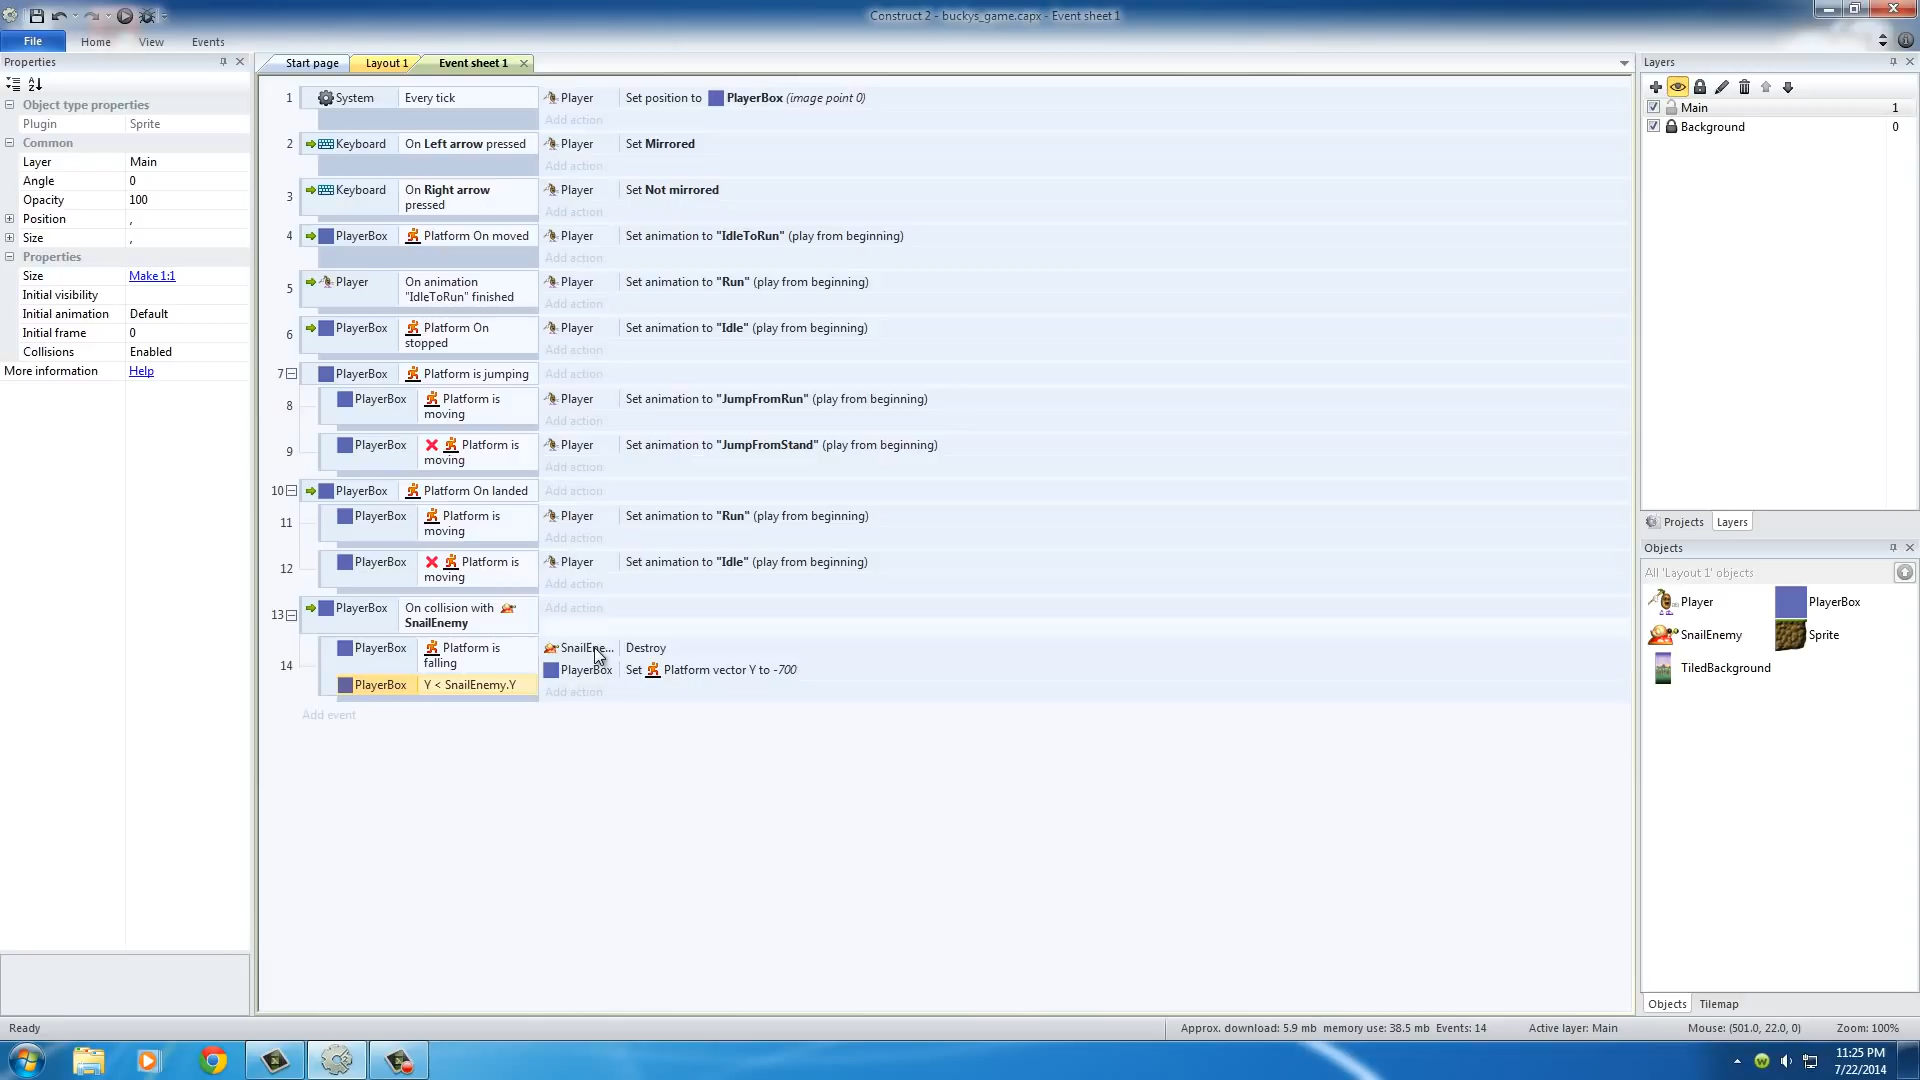 Construct 2 - buckys_game.capx - Event sheet 1
File
Home
View
Events
Properties
Object type properties
Plugin Sprite
Common
Layer Main
Angle 0
Opacity 100
Position ,
Size ,
Properties
Size Make 1:1
Initial visibility
Initial animation Default
Initial frame 0
Collisions Enabled
More information Help
Start page
Layout 1
Event sheet 1
1 System Every tick Player Set position to PlayerBox (image point 0)
Add action
2 Keyboard On Left arrow pressed Player Set Mirrored
Add action
3 Keyboard On Right arrow
pressed
Player Set Not mirrored
Add action
4 PlayerBox Platform On moved Player Set animation to "IdleToRun" (play from beginning)
Add action
5 Player On animation
"IdleToRun" finished
Player Set animation to "Run" (play from beginning)
Add action
6 PlayerBox Platform On
stopped
Player Set animation to "Idle" (play from beginning)
Add action
7 PlayerBox Platform is jumping Add action
8 PlayerBox Platform is
moving
Player Set animation to "JumpFromRun" (play from beginning)
Add action
9 PlayerBox Platform is
moving
Player Set animation to "JumpFromStand" (play from beginning)
Add action
10 PlayerBox Platform On landed Add action
11 PlayerBox Platform is
moving
Player Set animation to "Run" (play from beginning)
Add action
12 PlayerBox Platform is
moving
Player Set animation to "Idle" (play from beginning)
Add action
13 PlayerBox On collision with
SnailEnemy
Add action
14 PlayerBox Platform is
falling
PlayerBox Y < SnailEnemy.Y
SnailEne... Destroy
PlayerBox Set Platform vector Y to -700
Add action
Add event
Layers
Main 1
Background 0
Projects
Layers
Objects
All 'Layout 1' objects
Player
PlayerBox
SnailEnemy
Sprite
TiledBackground
Objects
Tilemap
Ready
Approx. download: 5.9 mb memory use: 38.5 mb Events: 14
Active layer: Main
Mouse: (501.0, 22.0, 0)
Zoom: 100%
11:25 PM
7/22/2014